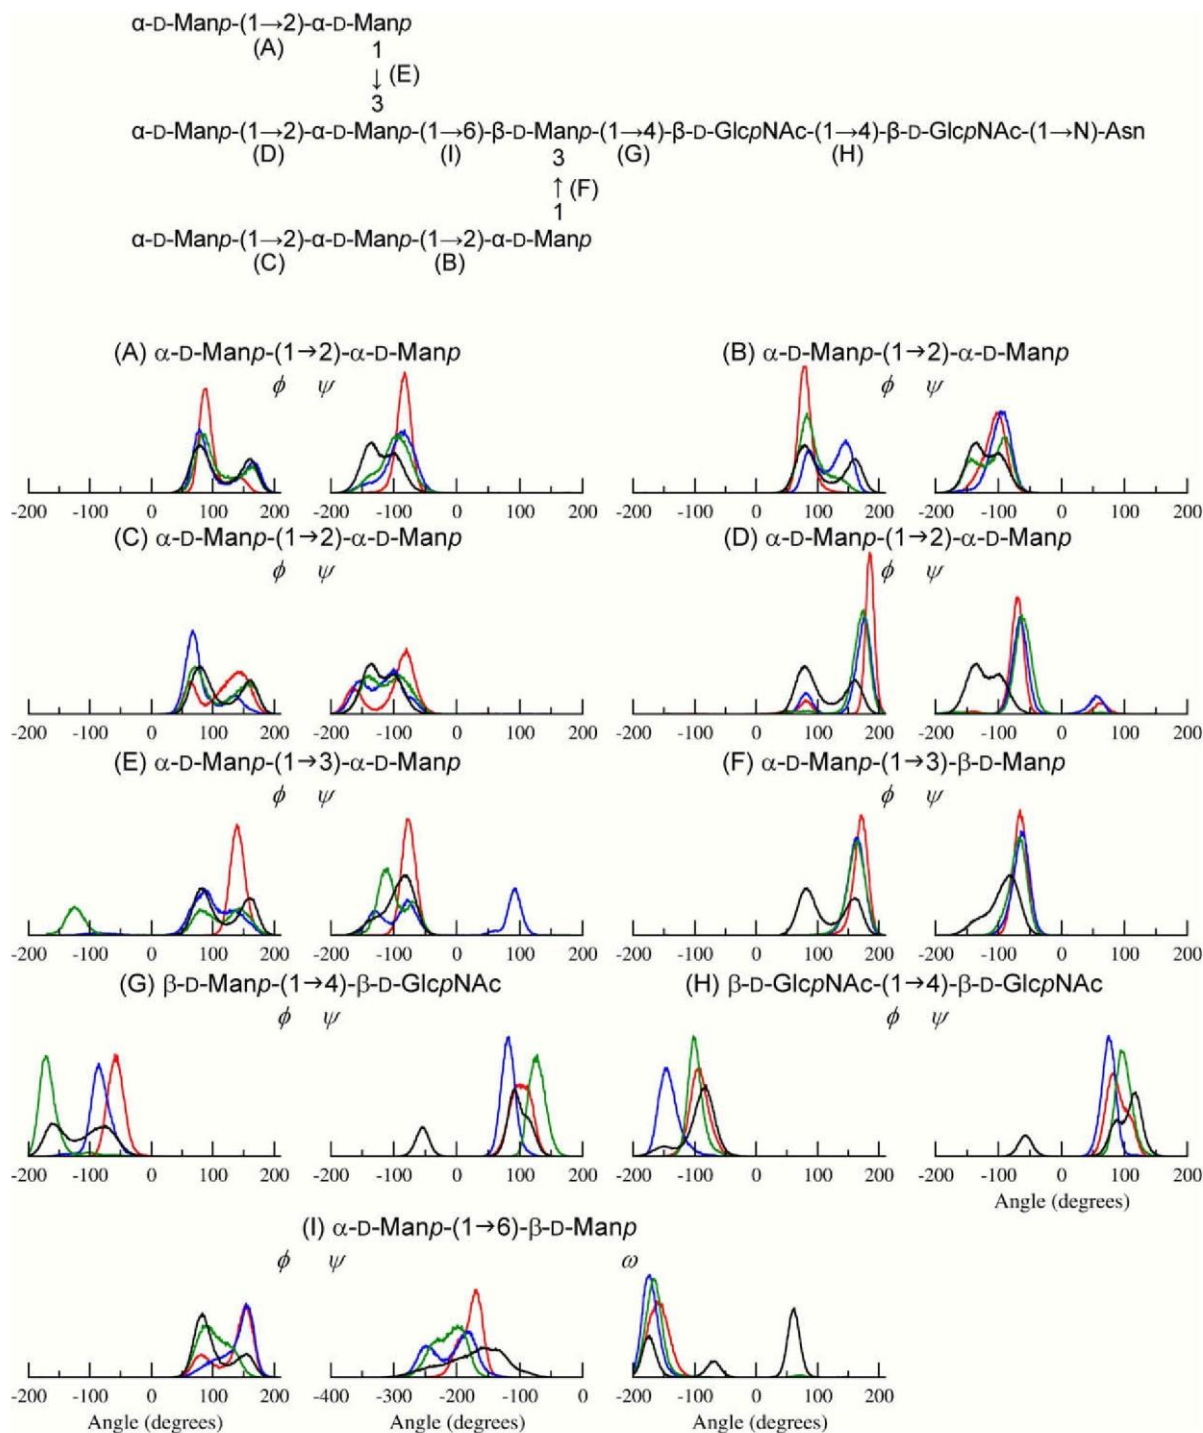 α-D-Manp-(1→2)-α-D-Manp
(A) 1
↓ (E)
3
α-D-Manp-(1→2)-α-D-Manp-(1→6)-β-D-Manp-(1→4)-β-D-GlcpNAc-(1→4)-β-D-GlcpNAc-(1→N)-Asn
(D) (I) 3 (G) (H)
↑ (F)
1
α-D-Manp-(1→2)-α-D-Manp-(1→2)-α-D-Manp
(C) (B)
(A) α-D-Manp-(1→2)-α-D-Manp
ϕ ψ
-200 -100 0 100 200 -200 -100 0 100 200
(B) α-D-Manp-(1→2)-α-D-Manp
ϕ ψ
-200 -100 0 100 200 -200 -100 0 100 200
(C) α-D-Manp-(1→2)-α-D-Manp
ϕ ψ
-200 -100 0 100 200 -200 -100 0 100 200
(D) α-D-Manp-(1→2)-α-D-Manp
ϕ ψ
-200 -100 0 100 200 -200 -100 0 100 200
(E) α-D-Manp-(1→3)-α-D-Manp
ϕ ψ
-200 -100 0 100 200 -200 -100 0 100 200
(F) α-D-Manp-(1→3)-β-D-Manp
ϕ ψ
-200 -100 0 100 200 -200 -100 0 100 200
(G) β-D-Manp-(1→4)-β-D-GlcpNAc
ϕ ψ
-200 -100 0 100 200 -200 -100 0 100 200
(H) β-D-GlcpNAc-(1→4)-β-D-GlcpNAc
ϕ ψ
-200 -100 0 100 200 -200 -100 0 100 200
Angle (degrees)
(I) α-D-Manp-(1→6)-β-D-Manp
ϕ ψ ω
-200 -100 0 100 200 -400 -300 -200 -100 0 -200 -100 0 100 200
Angle (degrees) Angle (degrees) Angle (degrees)